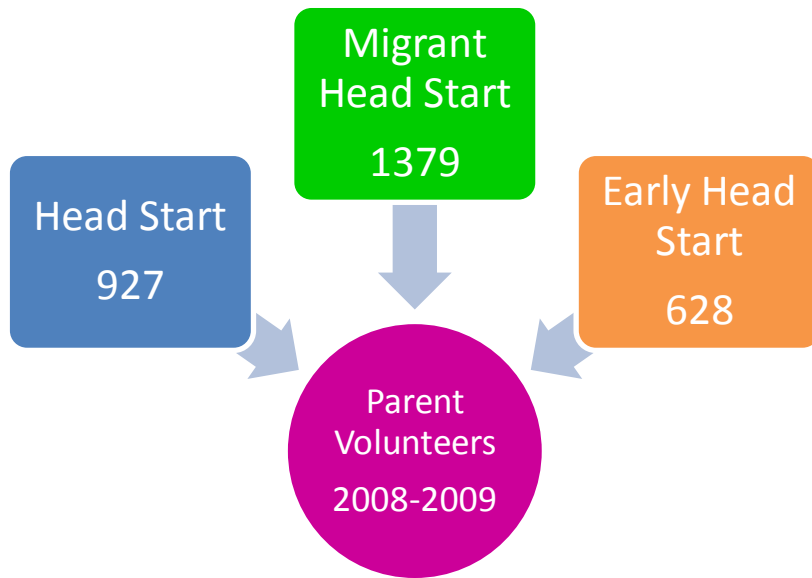 Migrant
Head Start
1379
Head Start
927
Early Head
Start
628
Parent
Volunteers
2008-2009